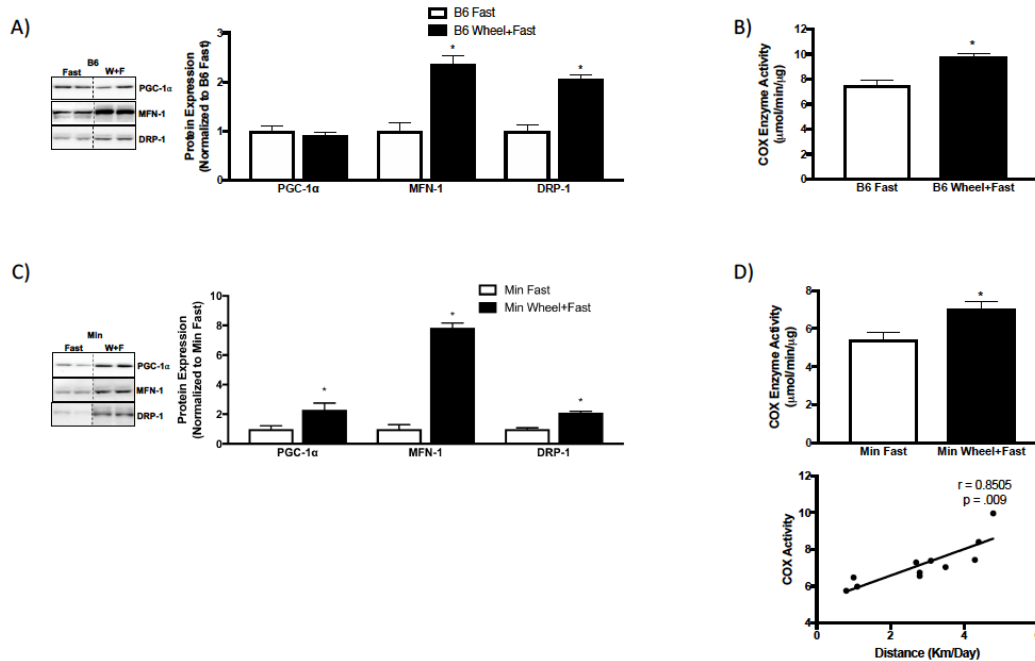 A)
B6
Fast W+F
PGC-1α
MFN-1
DRP-1
B6 Fast
B6 Wheel+Fast
Protein Expression
(Normalized to B6 Fast)
3
2
1
0
*
*
PGC-1α MFN-1 DRP-1
B)
COX Enzyme Activity
(μmol/min/μg)
12
10
8
6
4
2
0
*
B6 Fast B6 Wheel+Fast
C)
Min
Fast W+F
PGC-1α
MFN-1
DRP-1
Min Fast
Min Wheel+Fast
Protein Expression
(Normalized to Min Fast)
10
8
6
4
2
0
*
*
*
PGC-1α MFN-1 DRP-1
D)
COX Enzyme Activity
(μmol/min/μg)
8
6
4
2
0
*
Min Fast Min Wheel+Fast
r = 0.8505
p = .009
COX Activity
12
10
8
6
4
0 2 4
Distance (Km/Day)